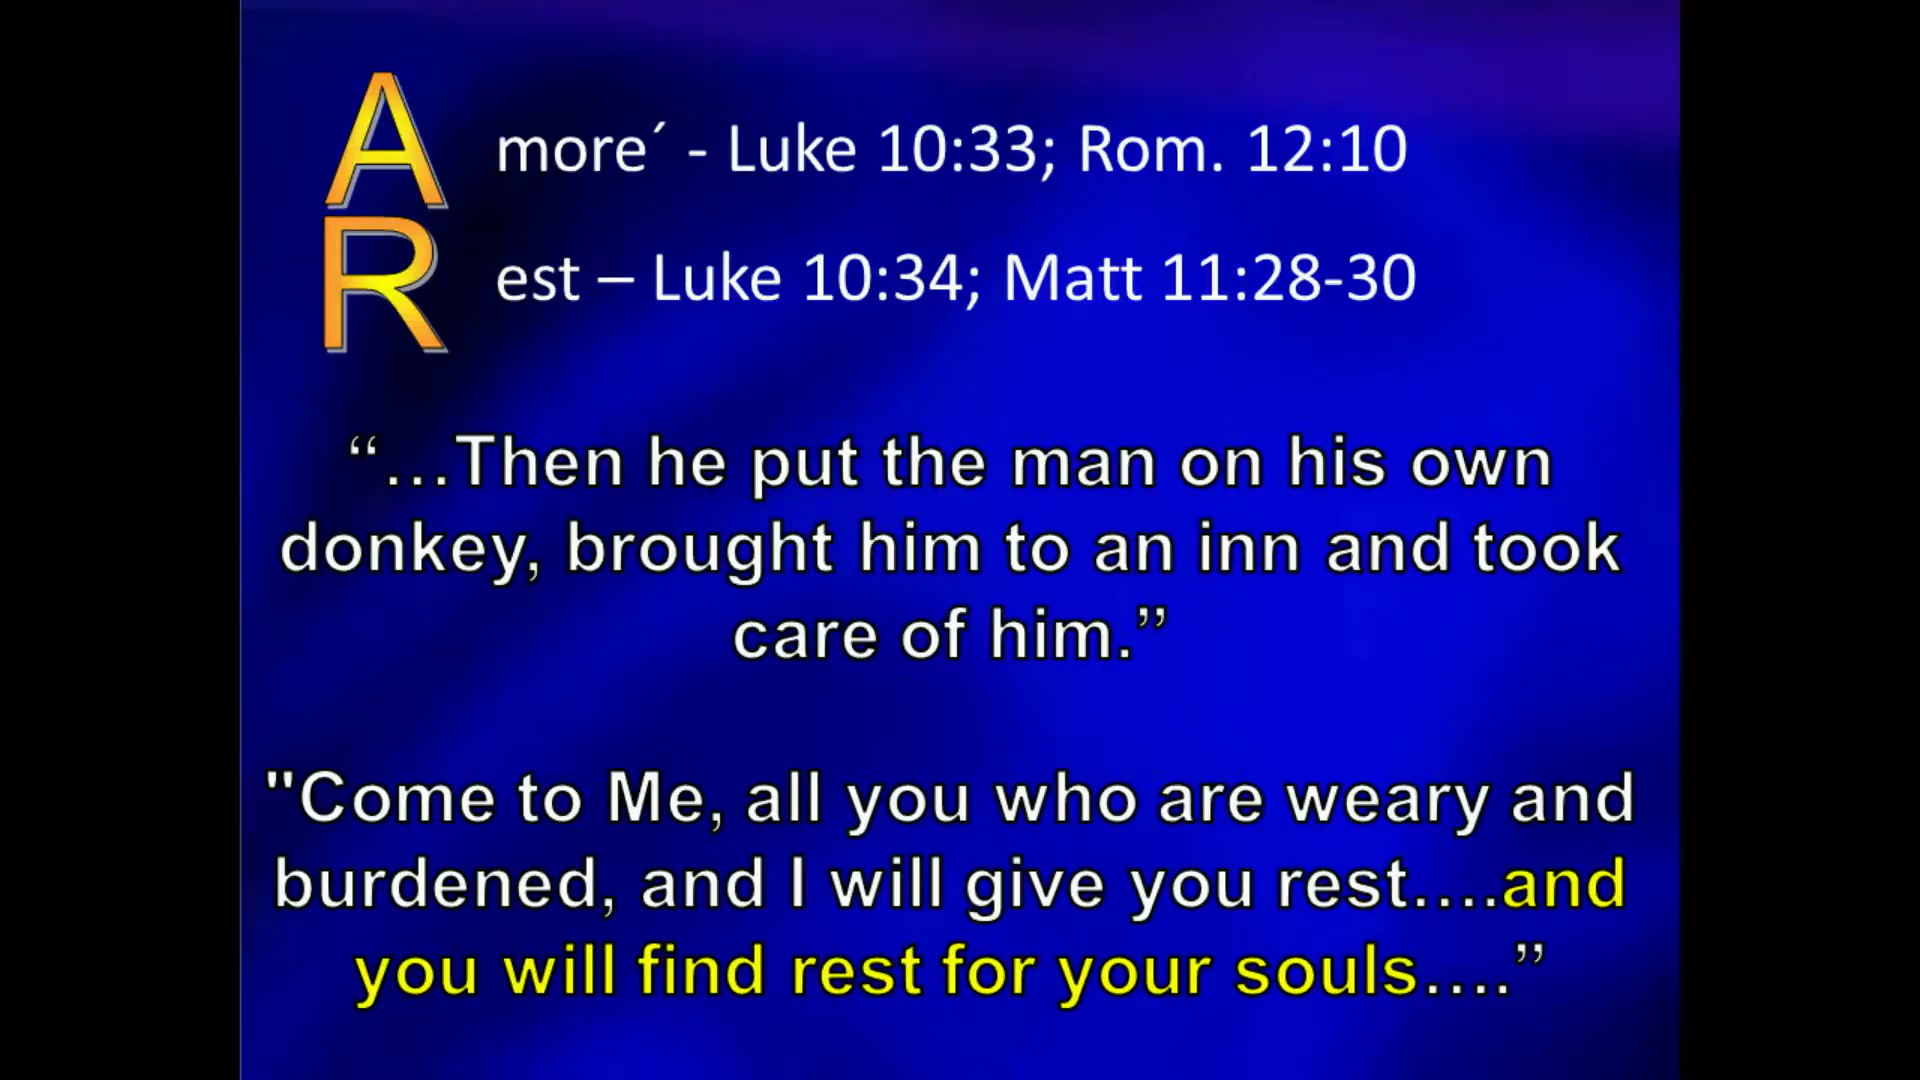 Amore´ - Luke 10:33; Rom. 12:10
Rest – Luke 10:34; Matt 11:28-30
“…Then he put the man on his own
donkey, brought him to an inn and took
care of him.”
"Come to Me, all you who are weary and
burdened, and I will give you rest….and
you will find rest for your souls….”